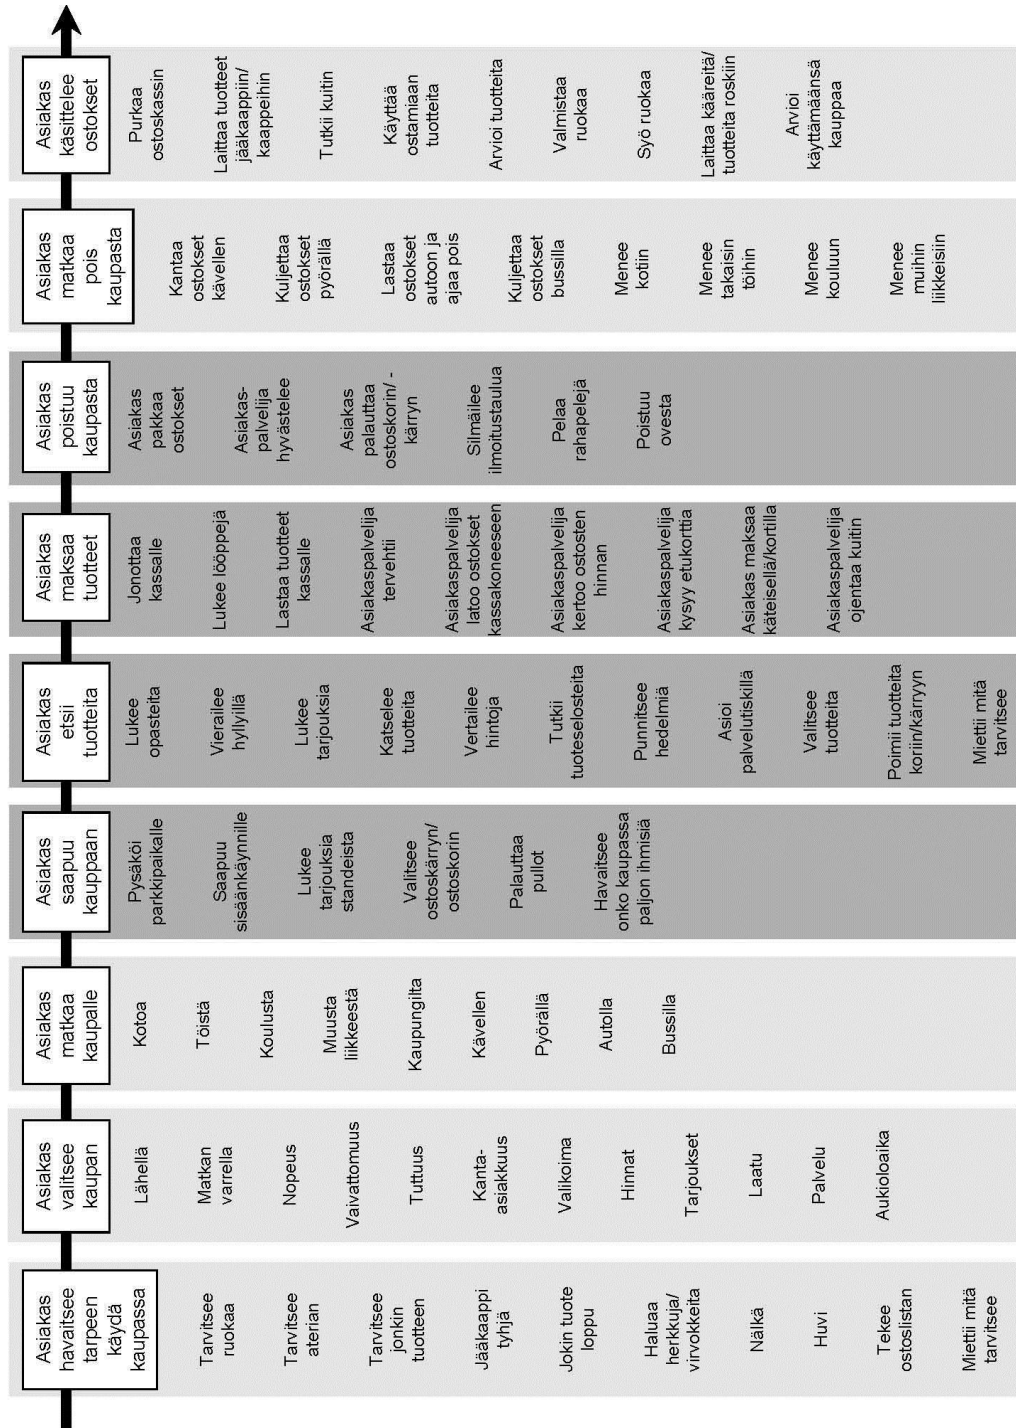 Asiakas
havaitsee
tarpeen
käydä
kaupassa
Tarvitsee
ruokaa
Tarvitsee
aterian
Tarvitsee
jonkin
tuotteen
Jääkaappi
tyhjä
Jokin tuote
loppu
Haluaa
herkkuja/
virvokkeita
Nälkä
Huvi
Tekee
ostoslistan
Miettii mitä
tarvitsee
Asiakas
valitsee
kaupan
Lähellä
Matkan
varrella
Nopeus
Vaivattomuus
Tuttuus
Kanta-
asiakkuus
Valikoima
Hinnat
Tarjoukset
Laatu
Palvelu
Aukioloaika
Asiakas
matkaa
kaupalle
Kotoa
Töistä
Koulusta
Muusta
liikkeestä
Kaupungilta
Kävellen
Pyörällä
Autolla
Bussilla
Asiakas
saapuu
kauppaan
Pysäköi
parkkipaikalle
Saapuu
sisäänkäynnille
Lukee
tarjouksia
standeista
Valitsee
ostoskärryn/
ostoskorin
Palauttaa
pullot
Havaitsee
onko kaupassa
paljon ihmisiä
Asiakas
etsii
tuotteita
Lukee
opasteita
Vierailee
hyllyillä
Lukee
tarjouksia
Katselee
tuotteita
Vertailee
hintoja
Tutkii
tuoteselosteita
Punnitsee
hedelmiä
Asioi
palvelutiskillä
Valitsee
tuotteita
Poimii tuotteita
koriin/kärryyn
Miettii mitä
tarvitsee
Asiakas
maksaa
tuotteet
Jonottaa
kassalle
Lukee lööppejä
Lastaa tuotteet
kassalle
Asiakaspalvelija
tervehtii
Asiakaspalvelija
latoo ostokset
kassakoneeseen
Asiakaspalvelija
kertoo ostosten
hinnan
Asiakaspalvelija
kysyy etukorttia
Asiakas maksaa
käteisellä/kortilla
Asiakaspalvelija
ojentaa kuitin
Asiakas
poistuu
kaupasta
Asiakas
pakkaa
ostokset
Asiakas-
palvelija
hyvästelee
Asiakas
palauttaa
ostoskorin/ -
kärryn
Silmäilee
ilmoitustaulua
Pelaa
rahapelejä
Poistuu
ovesta
Asiakas
matkaa
pois
kaupasta
Kantaa
ostokset
kävellen
Kuljettaa
ostokset
pyörällä
Lastaa
ostokset
autoon ja
ajaa pois
Kuljettaa
ostokset
bussilla
Menee
kotiin
Menee
takaisin
töihin
Menee
kouluun
Menee
muihin
liikkeisiin
Asiakas
käsittelee
ostokset
Purkaa
ostoskassin
Laittaa tuotteet
jääkaappiin/
kaappeihin
Tutkii kuitin
Käyttää
ostamiaan
tuotteita
Arvioi tuotteita
Valmistaa
ruokaa
Syö ruokaa
Laittaa kääreitä/
tuotteita roskiin
Arvioi
käyttämäänsä
kauppaa